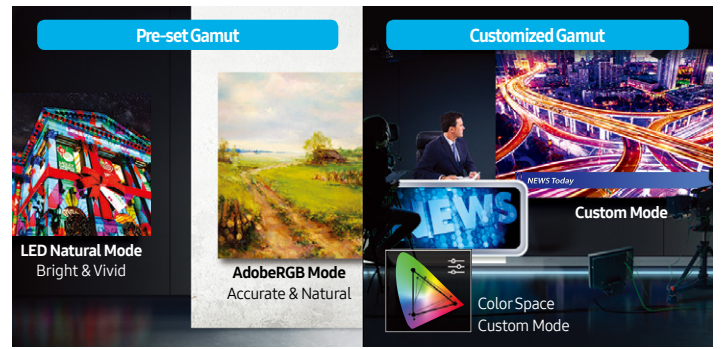 Pre-set Gamut
LED Natural Mode
Bright & Vivid
AdobeRGB Mode
Accurate & Natural
Customized Gamut
NEWS Today
NEWS
Custom Mode
Color Space
Custom Mode